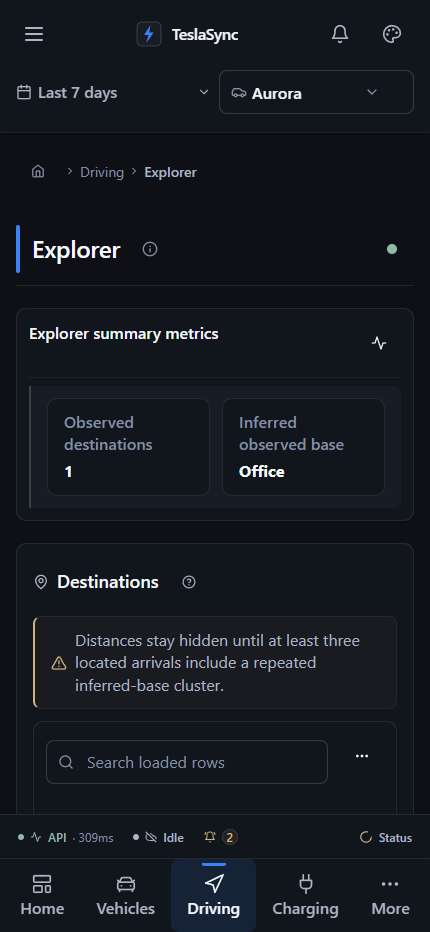 TeslaSync
Last 7 days
Aurora
Driving
Explorer
Explorer
Explorer summary metrics
Observed
destinations
1
Inferred
observed base
Office
Destinations
Distances stay hidden until at least three
located arrivals include a repeated
inferred-base cluster.
Search loaded rows
API · 309ms
Idle
2
Status
Home
Vehicles
Driving
Charging
More